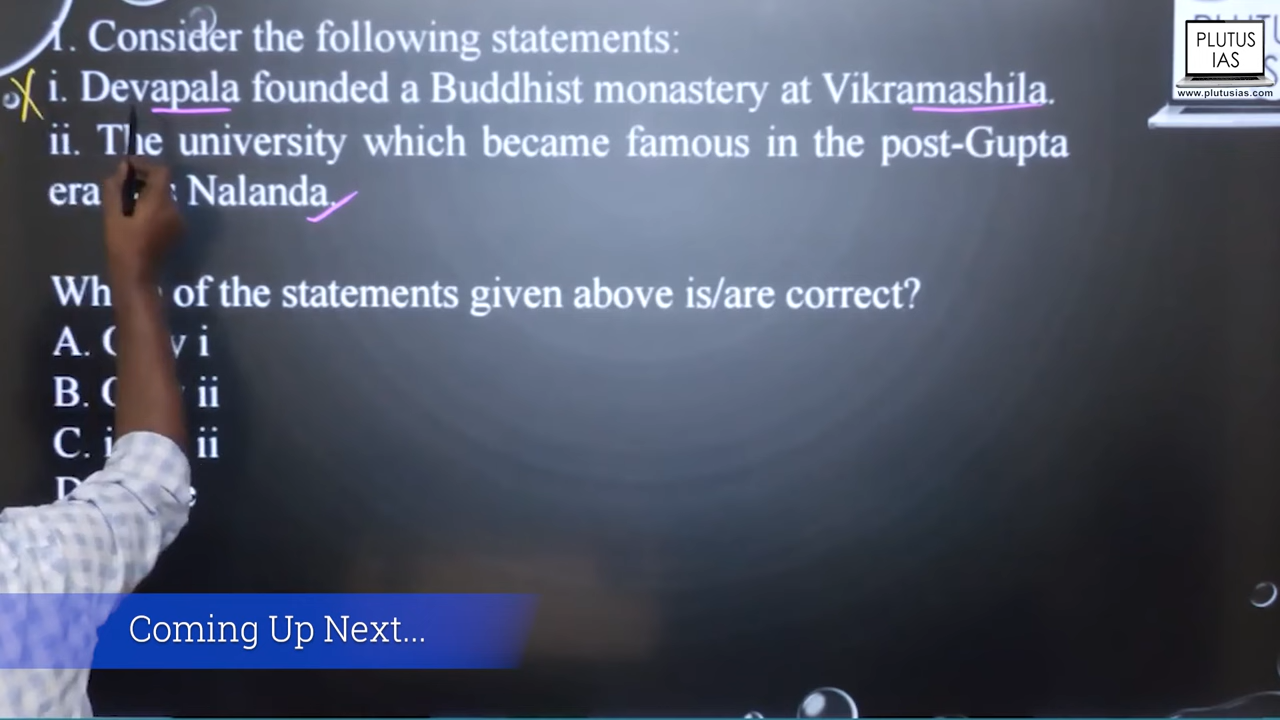 1. Consider the following statements:
i. Devapala founded a Buddhist monastery at Vikramashila.
ii. The university which became famous in the post-Gupta
era Nalanda.
of the statements given above is/are correct?
A. i
B. ii
C. i ii
PLUTUS
IAS
www.plutusias.com
Coming Up Next...